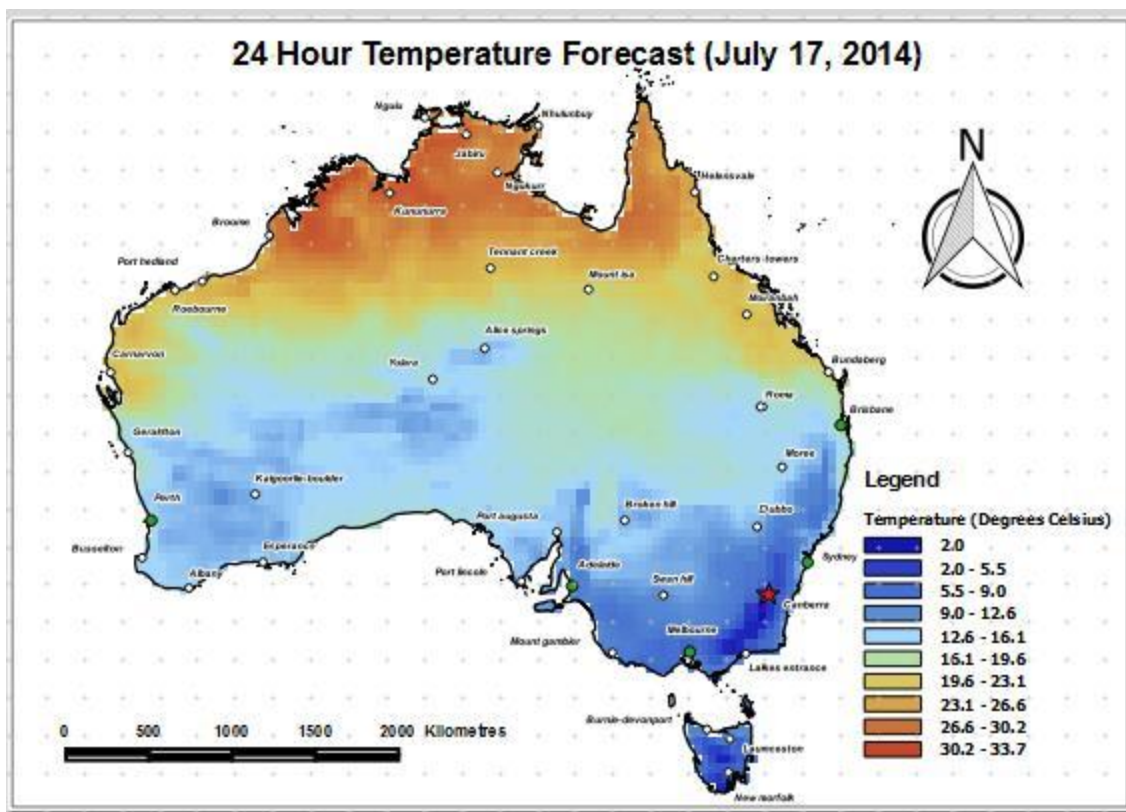 24 Hour Temperature Forecast (July 17, 2014)
Nguiu
Nhulunbuy
Jabiru
Ngukurr
N
Helensvale
Kununurra
Broome
Tennant creek
Charters-towers
Port hedland
Mount isa
Moranbah
Roebourne
Alice springs
Carnarvon
Yulara
Bundaberg
Roma
Brisbane
Geraldton
Moree
Kalgoorlie-boulder
Legend
Perth
Broken hill
Dubbo
Port augusta
Temperature (Degrees Celsius)
2.0
Busselton
Esperance
Sydney
2.0 - 5.5
Albany
Port lincoln
Adelaide
Swan hill
5.5 - 9.0
Canberra
9.0 - 12.6
Melbourne
12.6 - 16.1
Mount gambier
Lakes entrance
16.1 - 19.6
19.6 - 23.1
23.1 - 26.6
Burnie-devonport
26.6 - 30.2
0 500 1000 1500 2000 Kilometres
Launceston
30.2 - 33.7
New norfolk